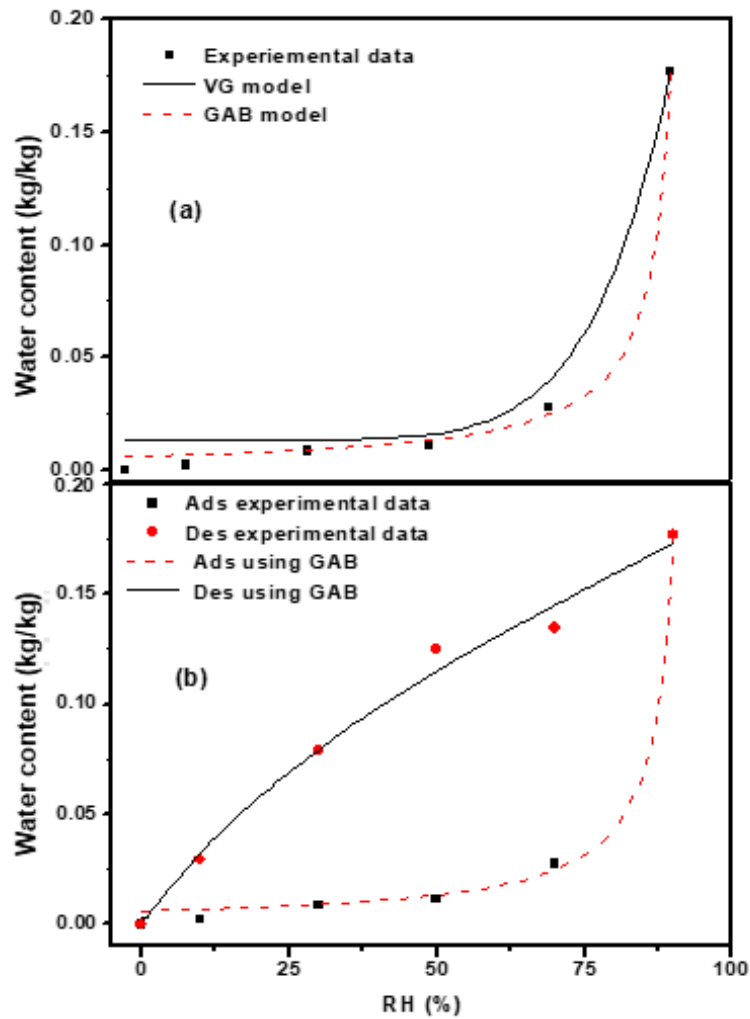 0.20
Experiemental data
VG model
GAB model
0.15
(a)
0.10
0.05
0.00
Water content (kg/kg)
0.20
Ads experimental data
Des experimental data
Ads using GAB
Des using GAB
0.15
(b)
0.10
0.05
0.00
Water content (kg/kg)
0 25 50 75 100
RH (%)